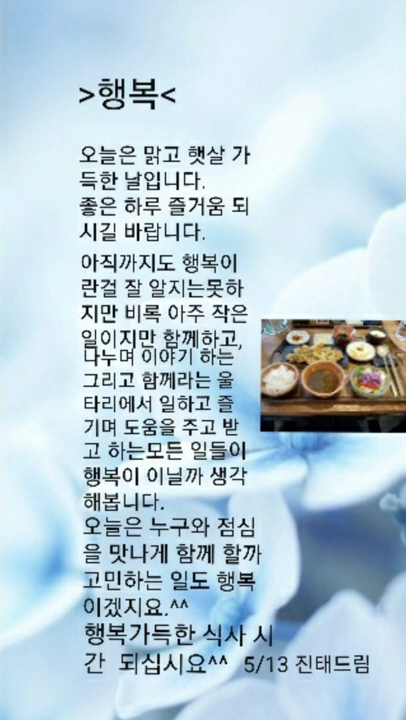 >행복<
오늘은 맑고 햇살 가
득한 날입니다.
좋은 하루 즐거움 되
시길 바랍니다.
아직까지도 행복이
란걸 잘 알지는못하
지만 비록 아주 작은
일이지만 함께하고,
나누며 이야기 하는
그리고 함께라는 울
타리에서 일하고 즐
기며 도움을 주고 받
고 하는모든 일들이
행복이 이닐까 생각
해봅니다.
오늘은 누구와 점심
을 맛나게 함께 할까
고민하는 일도 행복
이겠지요.^^
행복가득한 식사 시
간 되십시요^^ 5/13 진태드림